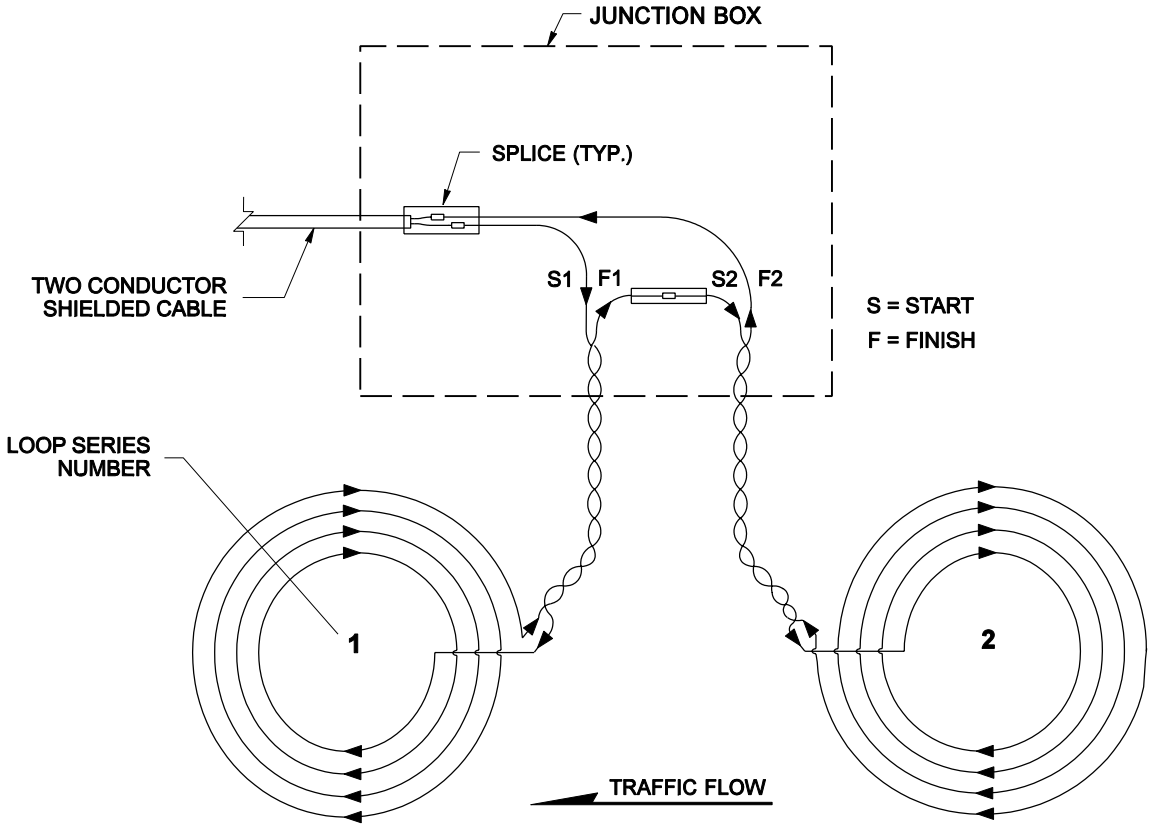 JUNCTION BOX
SPLICE (TYP.)
TWO CONDUCTOR
SHIELDED CABLE
S1 F1 S2 F2
S = START
F = FINISH
LOOP SERIES
NUMBER
1
2
TRAFFIC FLOW